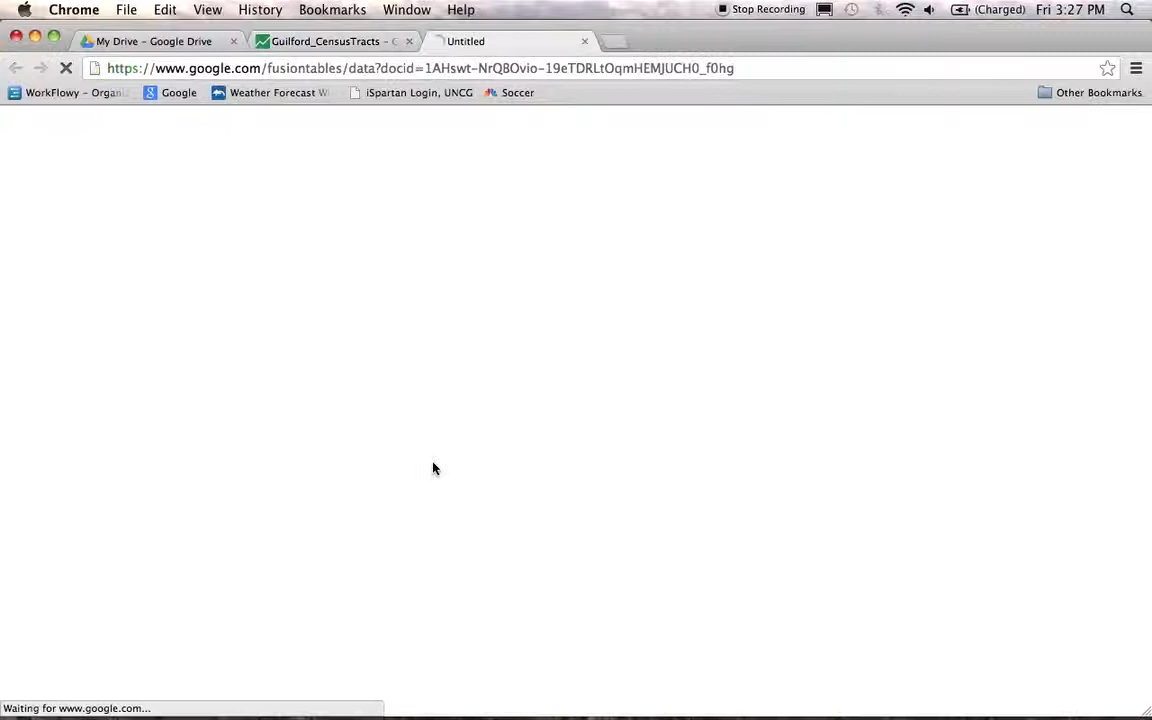 Chrome File Edit View History Bookmarks Window Help Stop Recording (Charged) Fri 3:27 PM
My Drive - Google Drive Guilford_CensusTracts - Untitled
https://www.google.com/fusiontables/data?docid=1AHswt-NrQBOvio-19eTDRLtOqmHEMJUCH0_f0hg
WorkFlowy - Organi Google Weather Forecast W iSpartan Login, UNCG Soccer Other Bookmarks
Waiting for www.google.com...